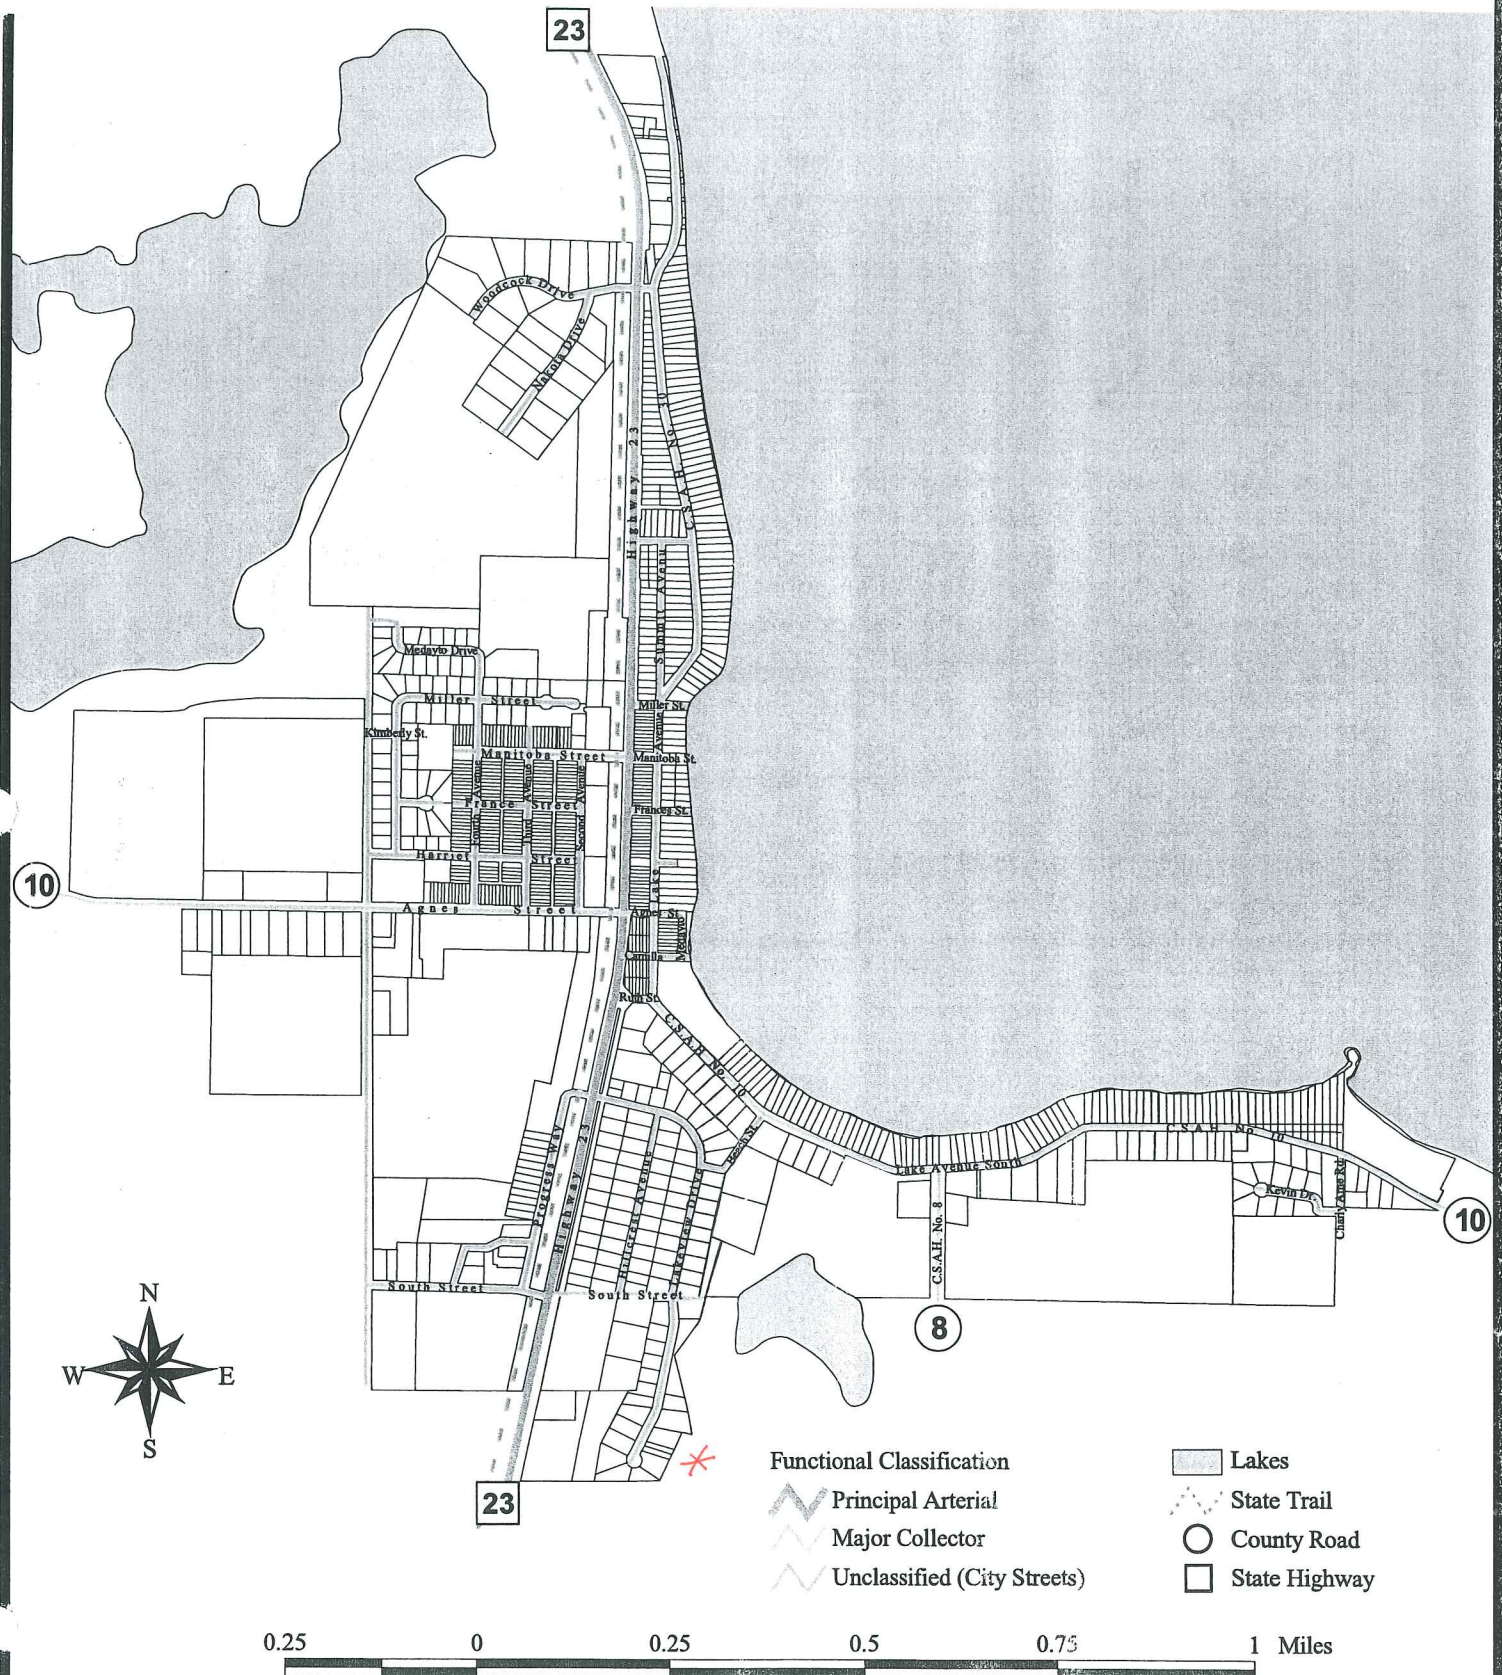 23
Woodcock Drive
Nakota Drive
C.S.A.H. No. 30
Highway 23
Summit Avenu
Medayto Drive
Miller Street
Miller St.
Kimberly St.
Avenue
Manitoba Street
Manitoba St.
Avenue
Avenue
Avenue
France Street
Frances St.
Fourth
Third
Second
Harriet Street
Lake
10
Agnes Street
Agnes St.
Medayto
Camilla
Ruth St.
C.S.A.H. No. 10
Progress Way
Highway 23
Hillcrest Avenue
Lakeview Drive
Beach St.
Lake Avenue South
C.S.A.H. No. 10
Kevin Dr.
10
C.S.A.H. No. 8
South Street
South Street
8
N
W E
S
23
Functional Classification
Principal Arterial
Major Collector
Unclassified (City Streets)
Lakes
State Trail
County Road
State Highway
0.25 0 0.25 0.5 0.75 1 Miles